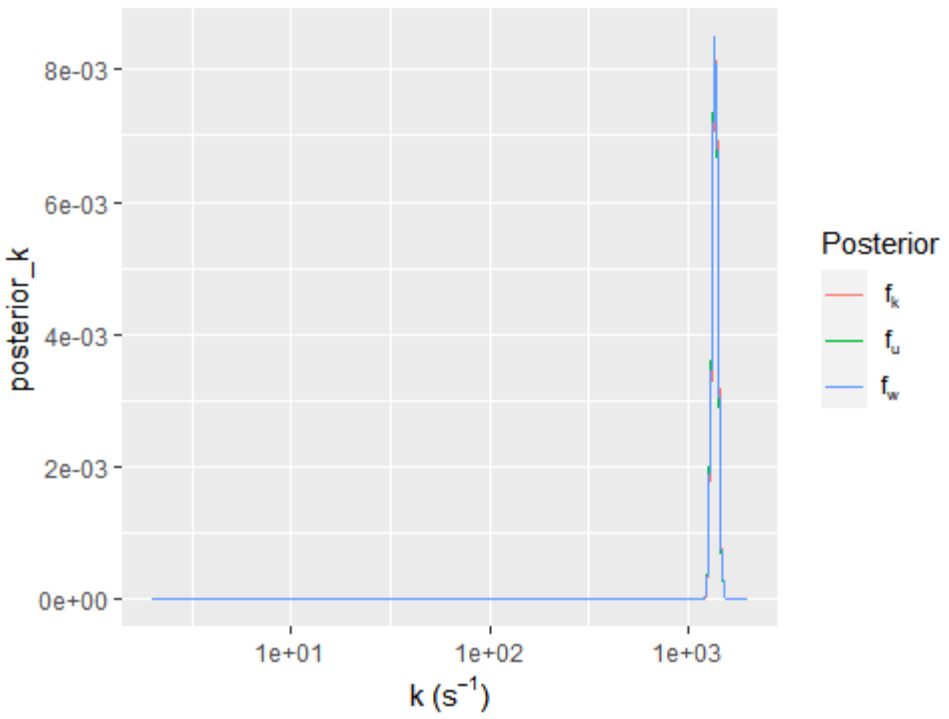 posterior_k
8e-03
6e-03
4e-03
2e-03
0e+00
1e+01
1e+02
1e+03
k (s⁻¹)
Posterior
fₖ
fᵤ
f_w